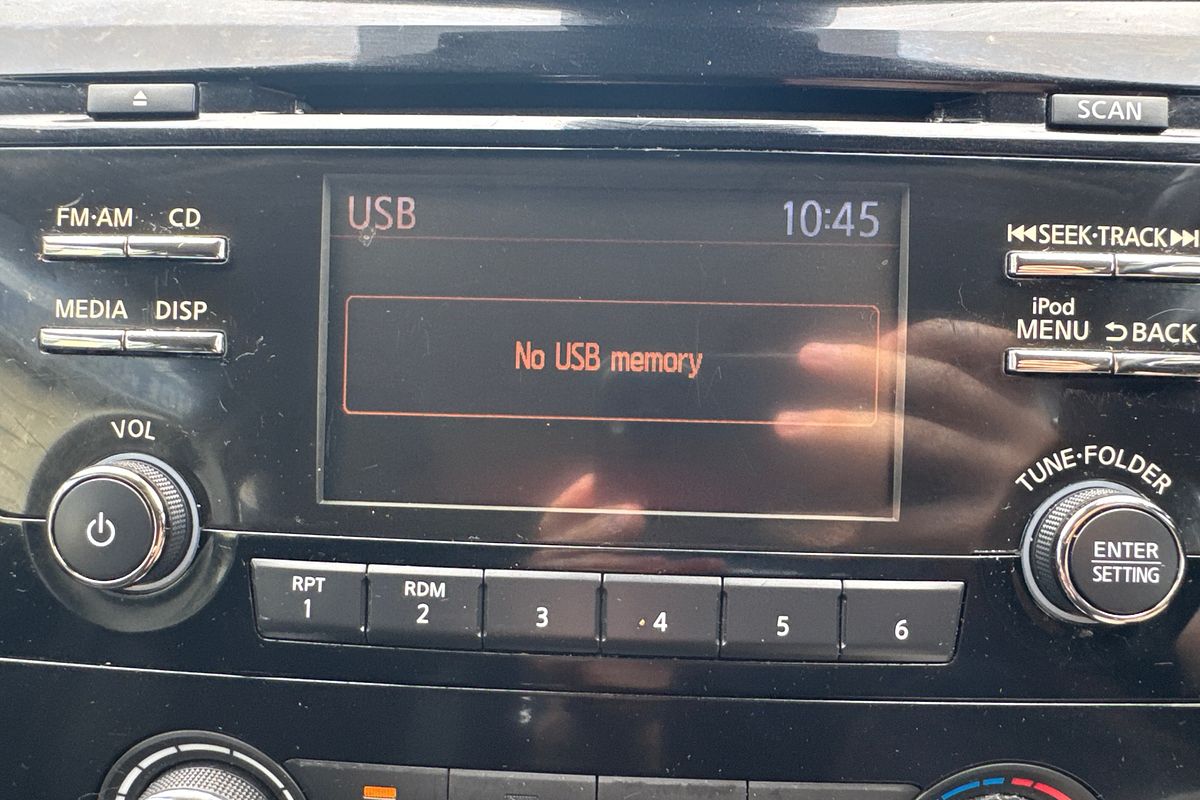 SCAN
FM·AM CD
MEDIA DISP
VOL
USB 10:45
No USB memory
SEEK·TRACK
iPod
MENU BACK
TUNE·FOLDER
ENTER
SETTING
RPT
1
RDM
2
3
4
5
6